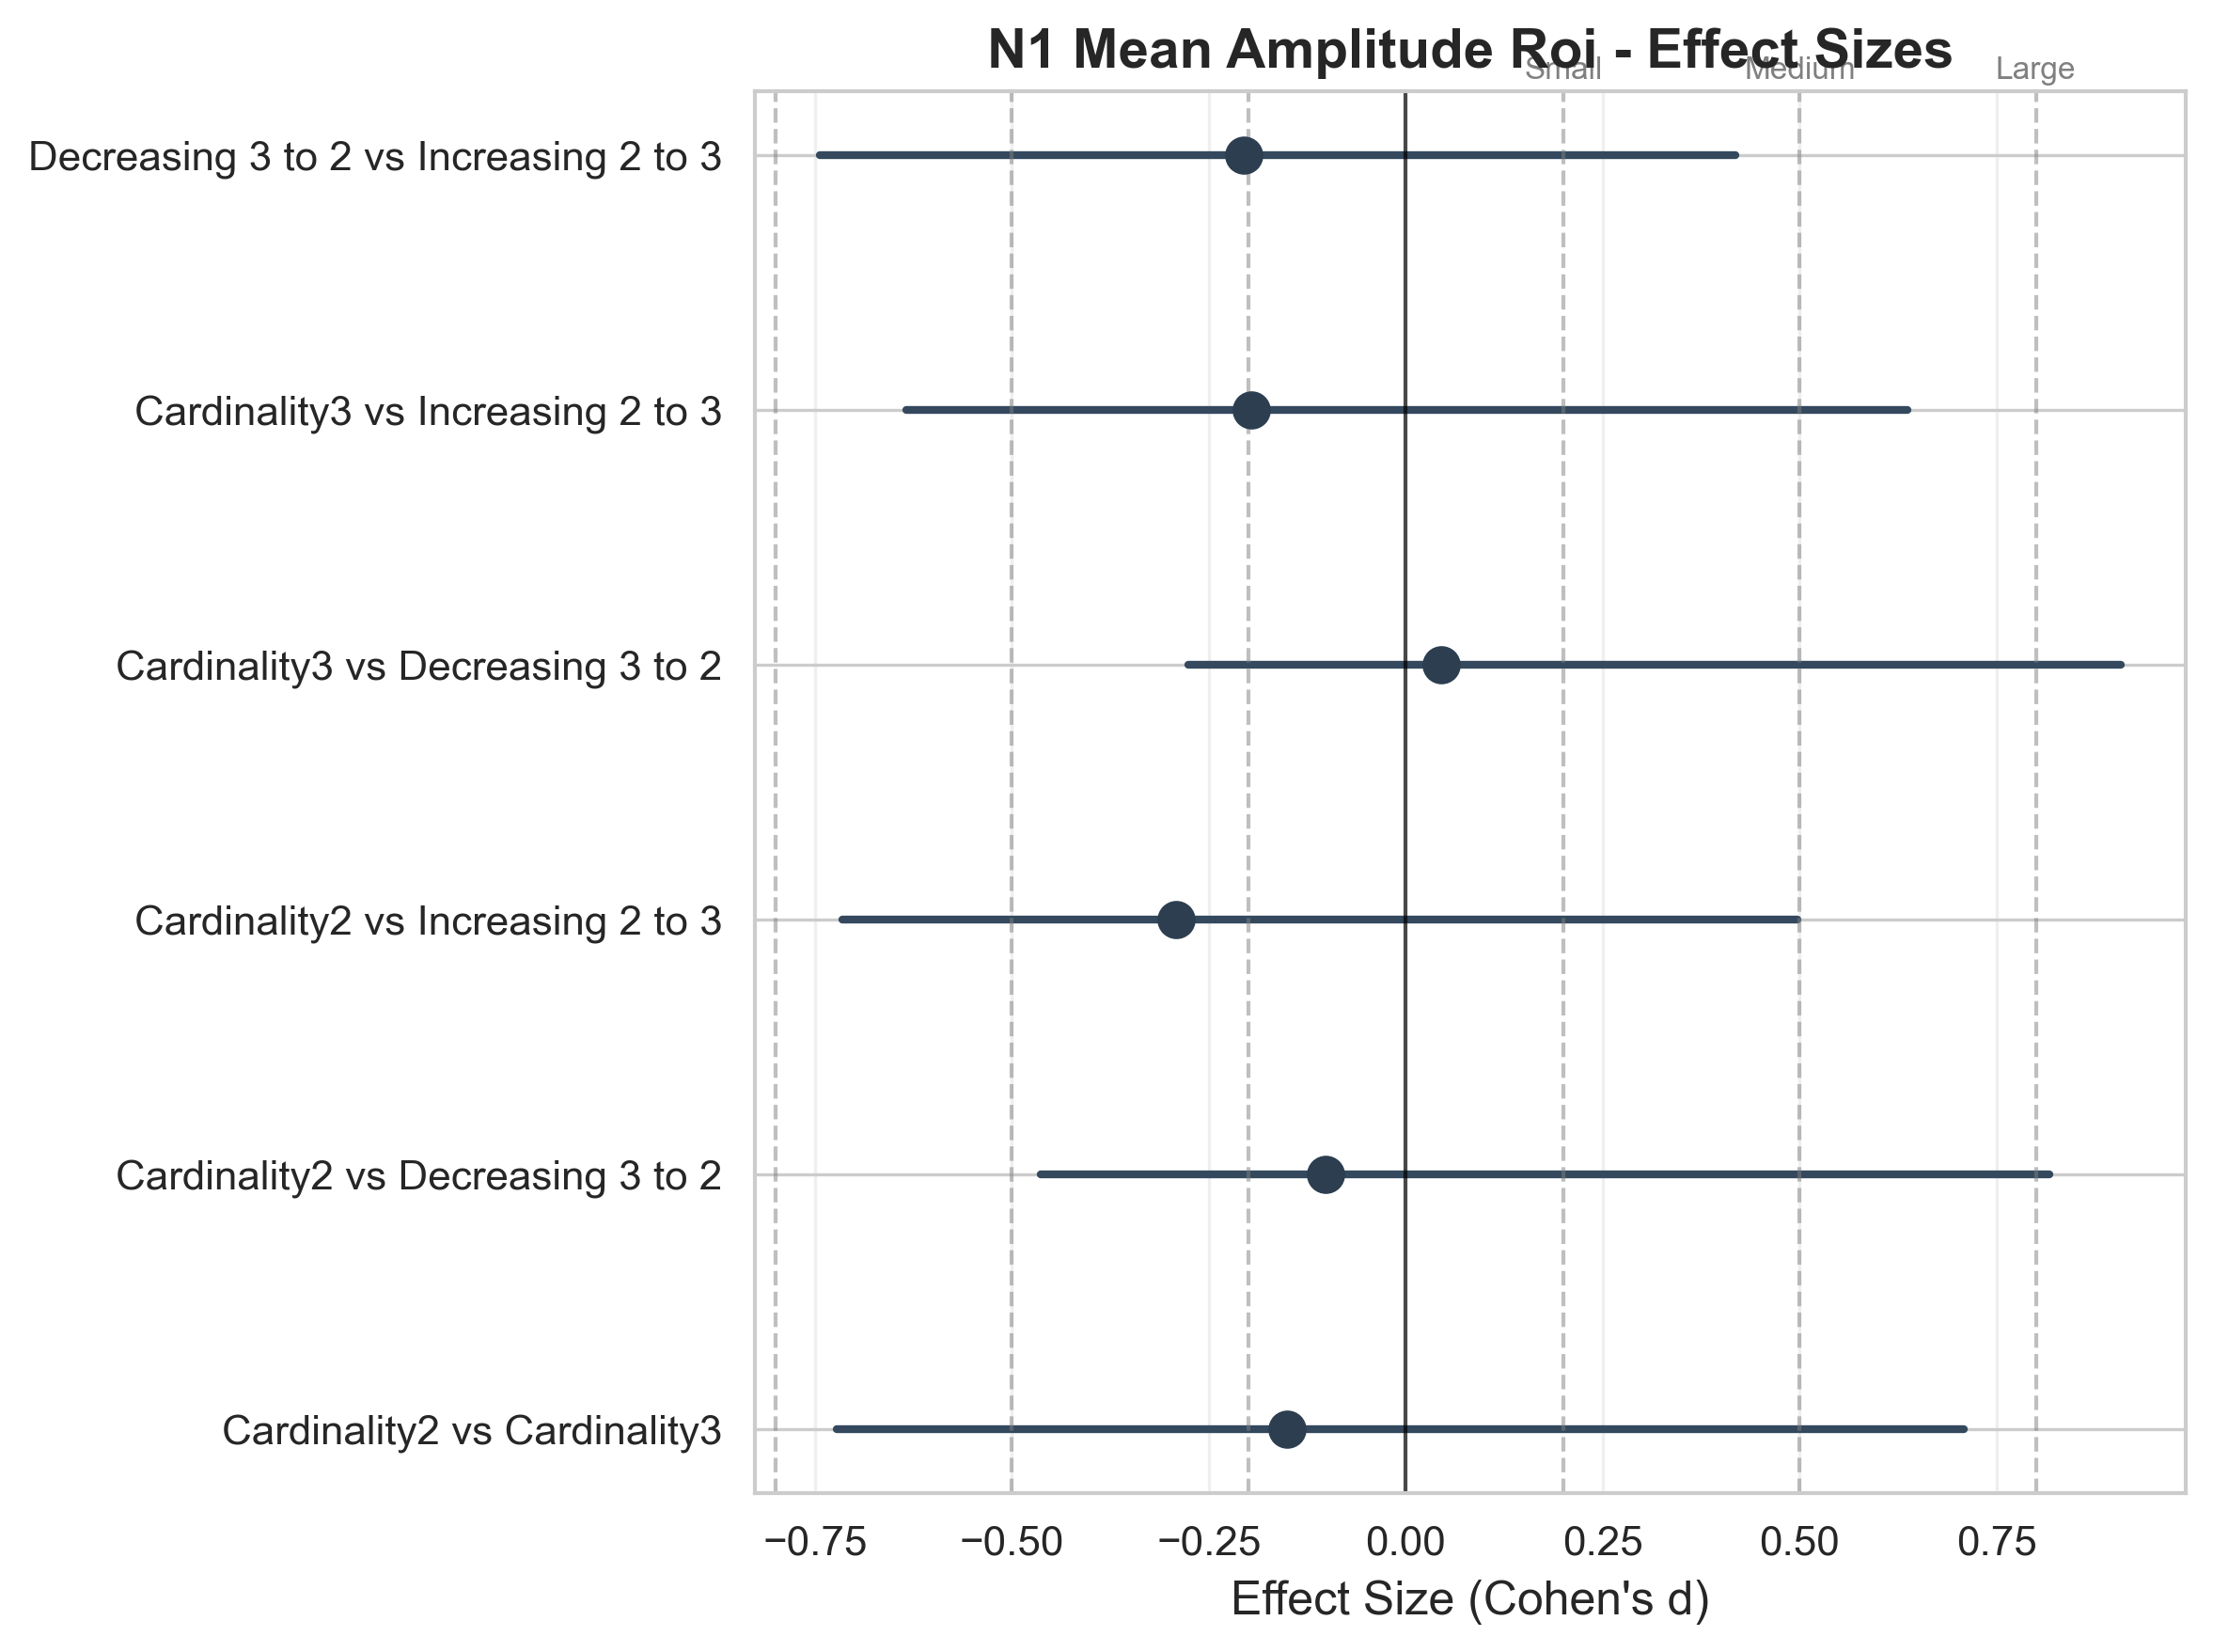 N1 Mean Amplitude Roi - Effect Sizes
Small Medium Large
Decreasing 3 to 2 vs Increasing 2 to 3
Cardinality3 vs Increasing 2 to 3
Cardinality3 vs Decreasing 3 to 2
Cardinality2 vs Increasing 2 to 3
Cardinality2 vs Decreasing 3 to 2
Cardinality2 vs Cardinality3
−0.75 −0.50 −0.25 0.00 0.25 0.50 0.75
Effect Size (Cohen's d)